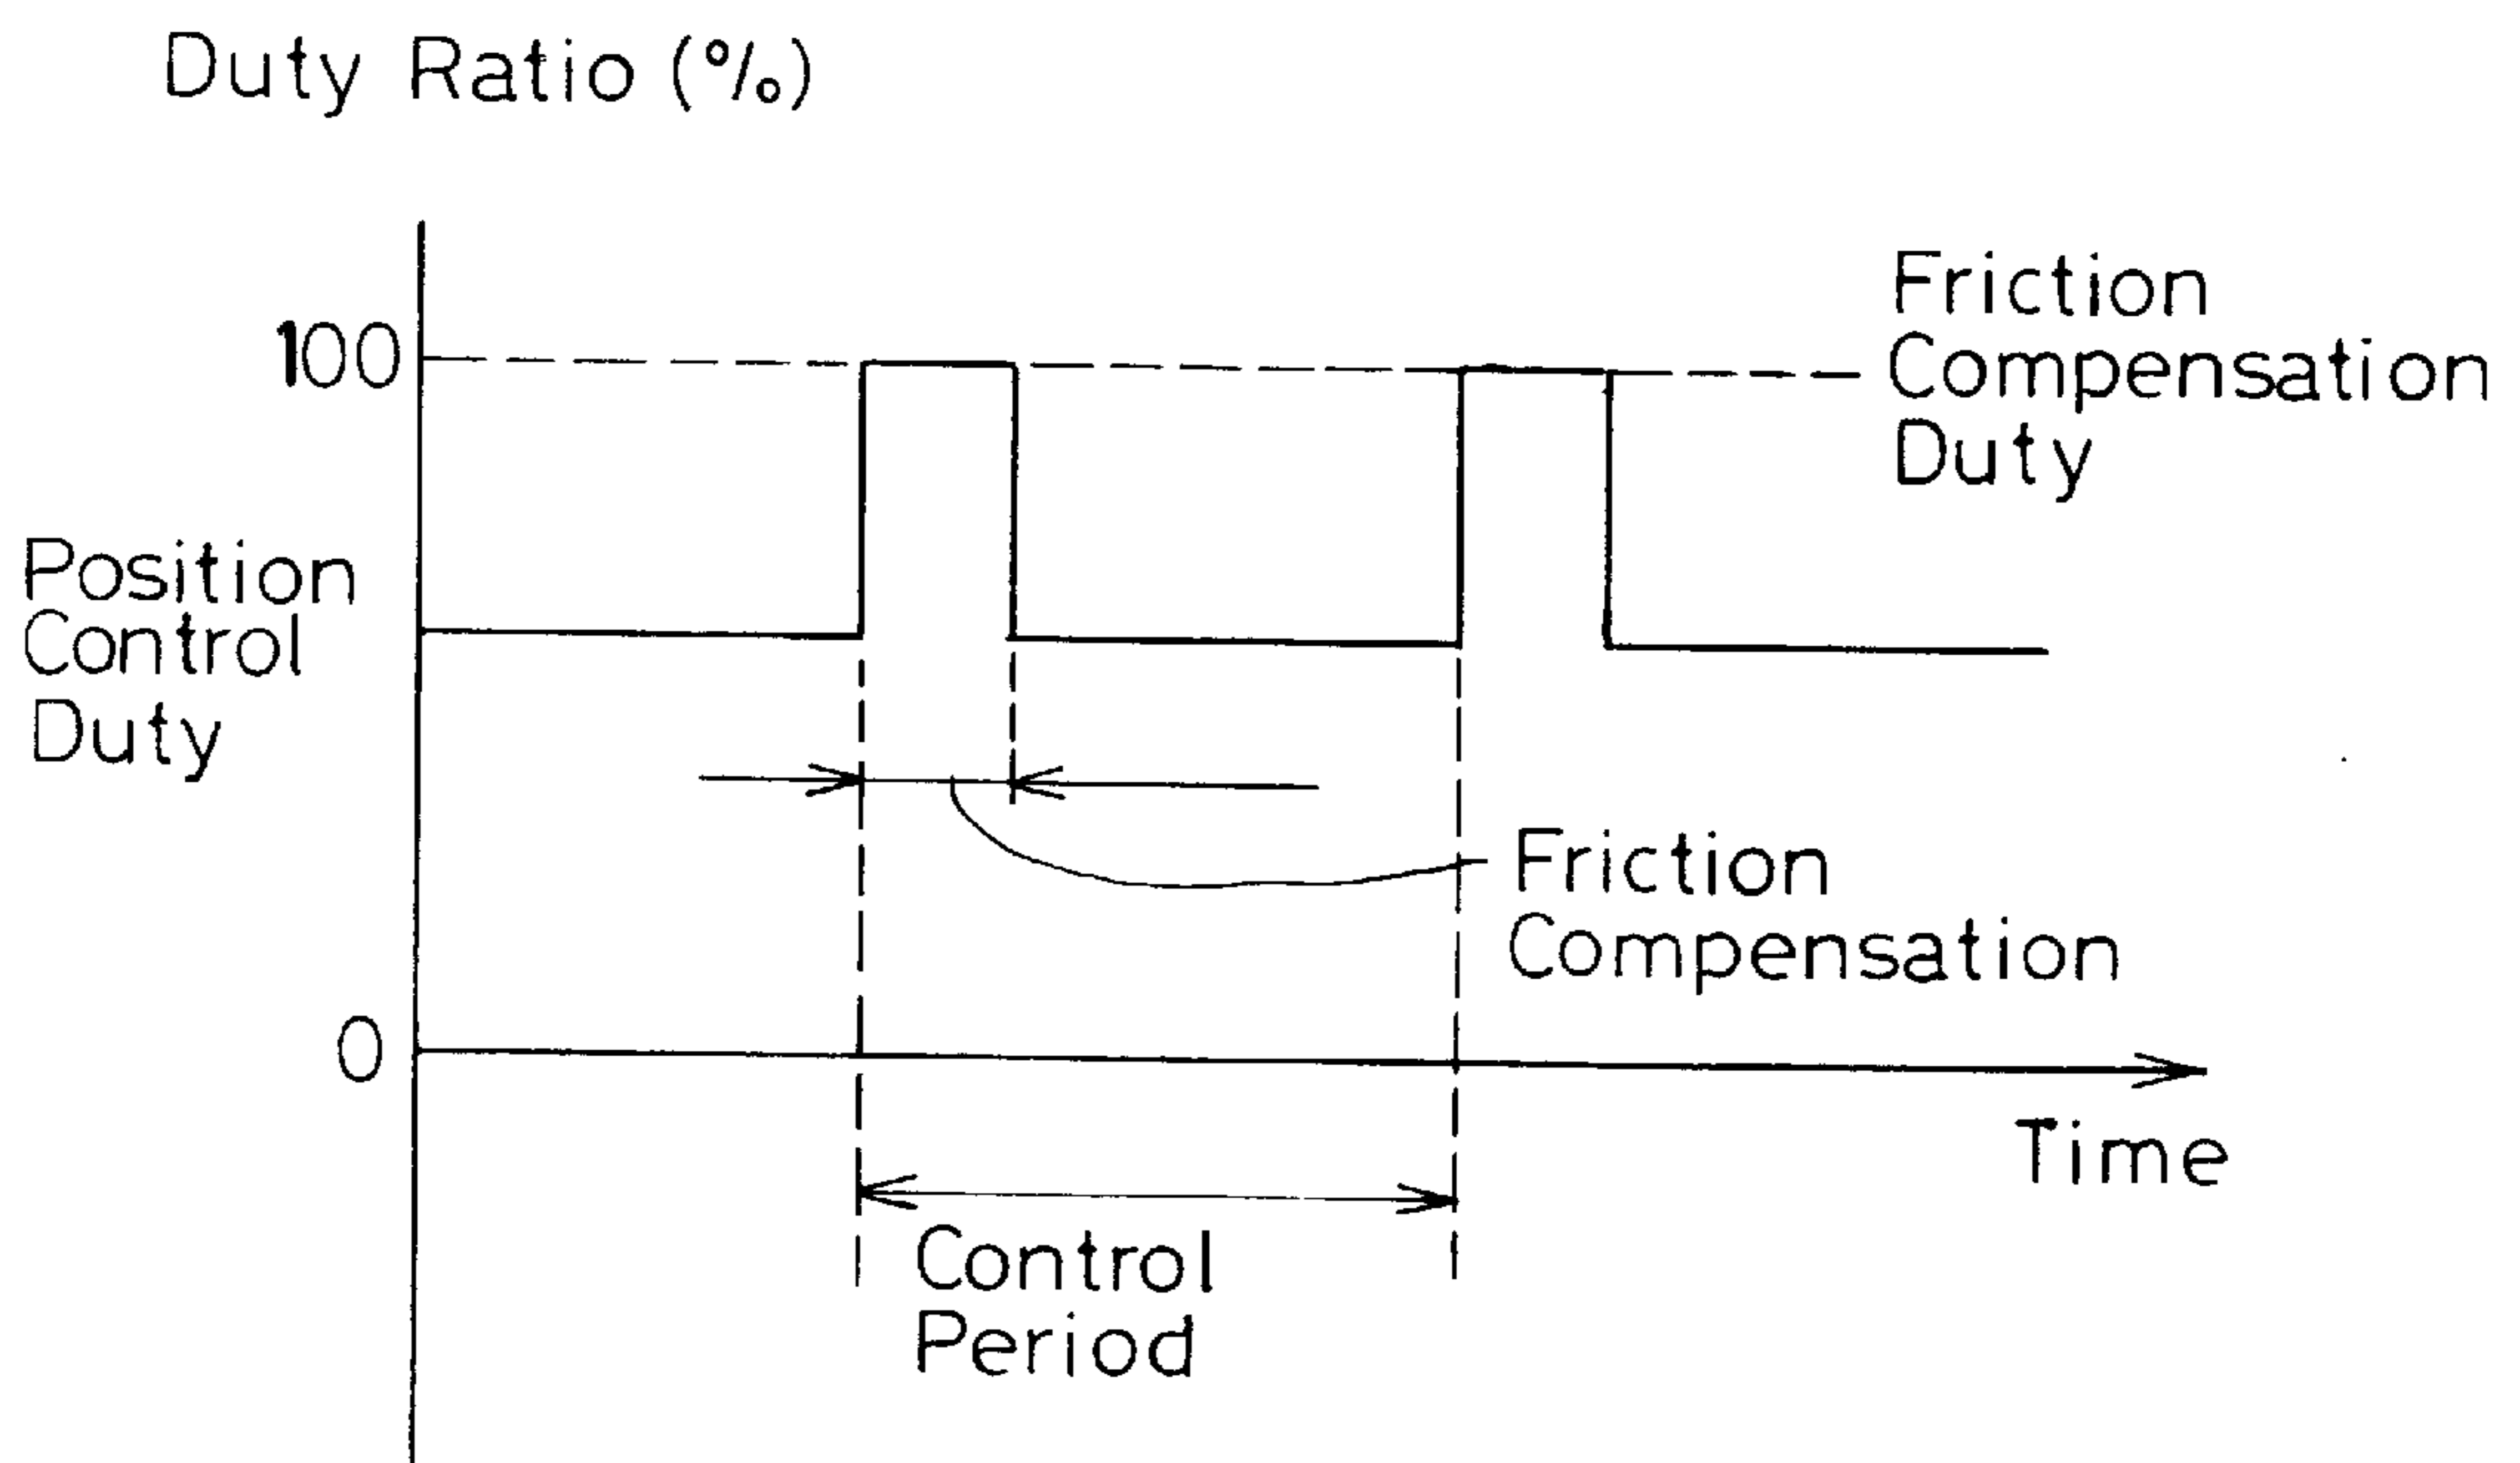 Duty Ratio (%)
100
Friction
Compensation
Duty
Position
Control
Duty
Friction
Compensation
0
Time
Control
Period